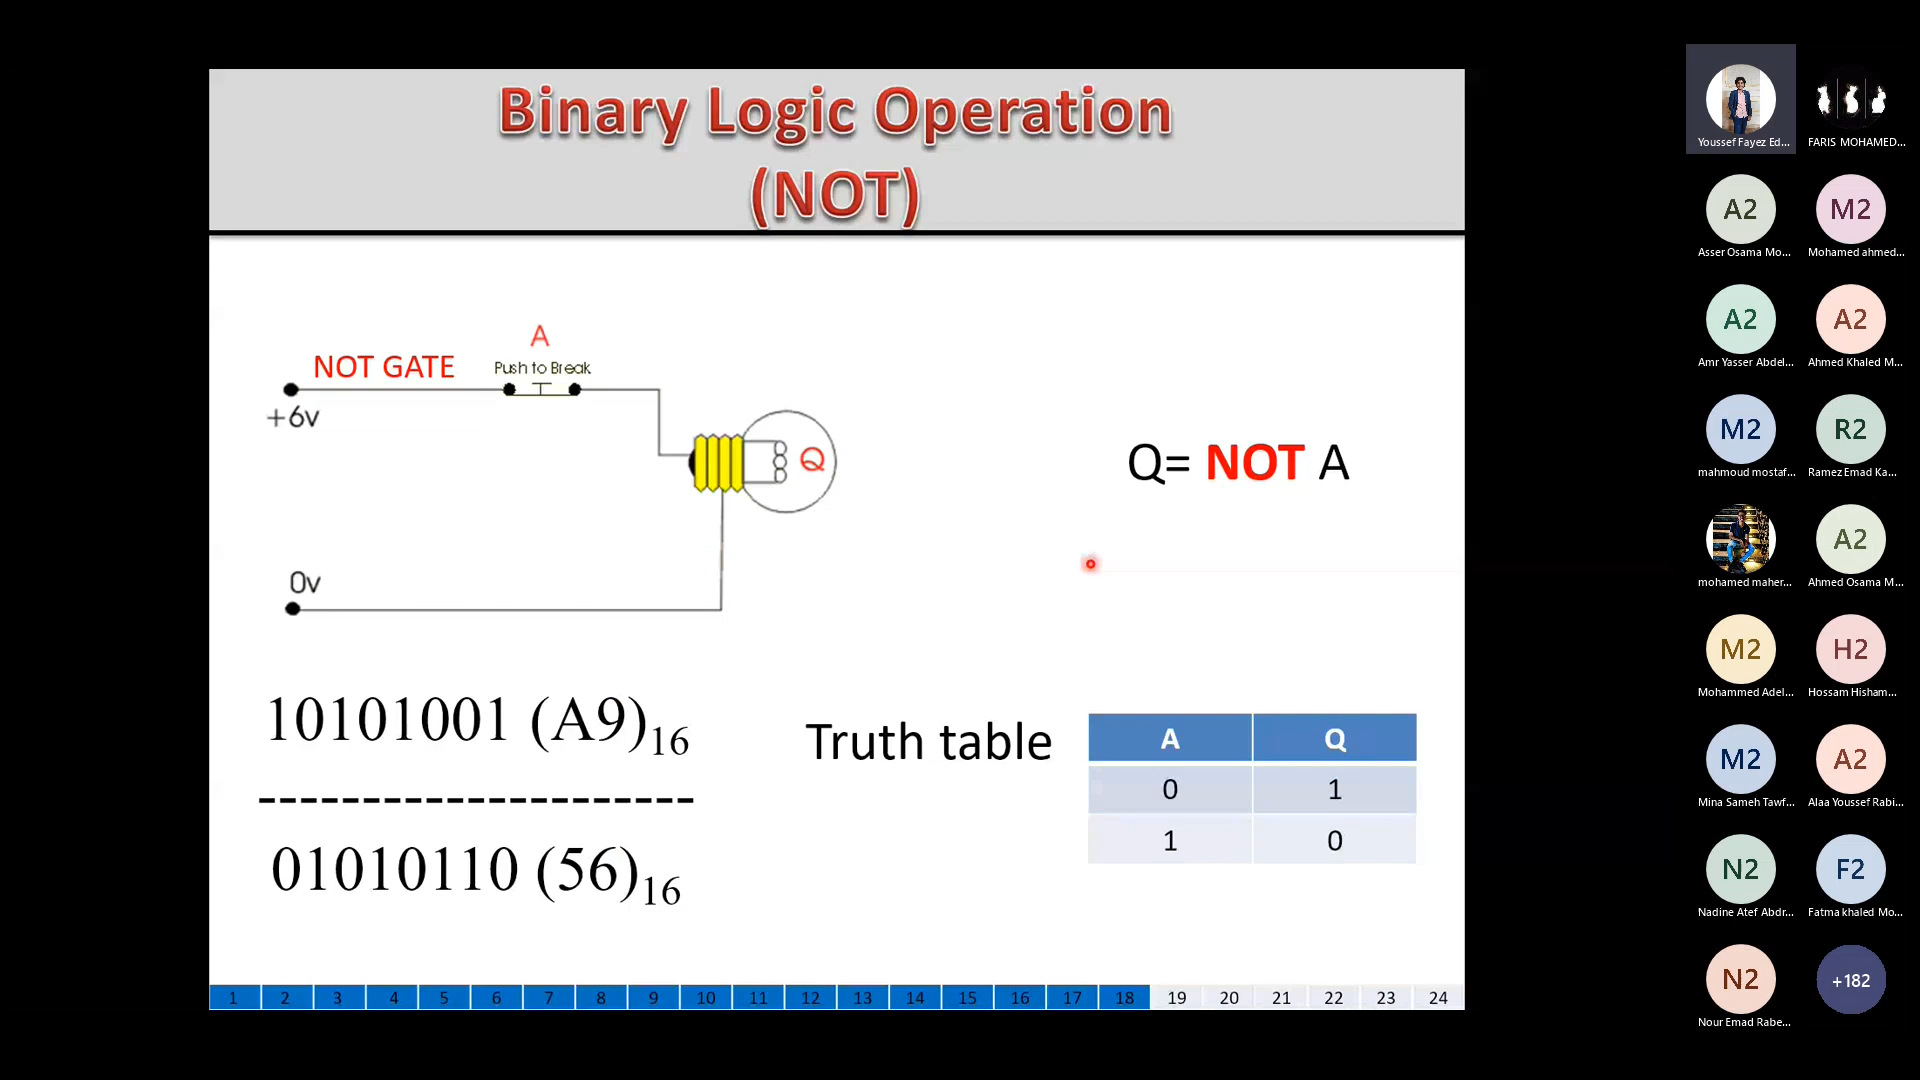 Binary Logic Operation
(NOT)
A
NOT GATE
Push to Break
+6v
Q
0v
Q= NOT A
10101001 (A9)16
--------------------
01010110 (56)16
Truth table
A Q
0 1
1 0
1 2 3 4 5 6 7 8 9 10 11 12 13 14 15 16 17 18 19 20 21 22 23 24
Youssef Fayez Ed... FARIS MOHAMED...
A2 M2
Asser Osama Mo... Mohamed ahmed...
A2 A2
Amr Yasser Abdel... Ahmed Khaled M...
M2 R2
mahmoud mostaf... Ramez Emad Ka...
A2
mohamed maher... Ahmed Osama M...
M2 H2
Mohammed Adel... Hossam Hisham...
M2 A2
Mina Sameh Tawf... Alaa Youssef Rabi...
N2 F2
Nadine Atef Abdr... Fatma khaled Mo...
N2 +182
Nour Emad Rabe...